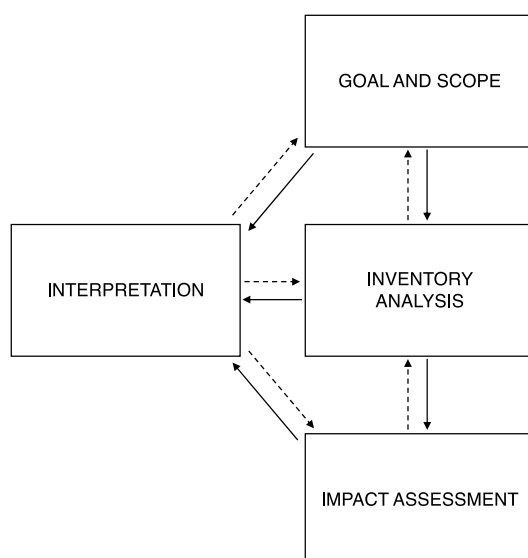 GOAL AND SCOPE
INTERPRETATION
INVENTORY
ANALYSIS
IMPACT ASSESSMENT